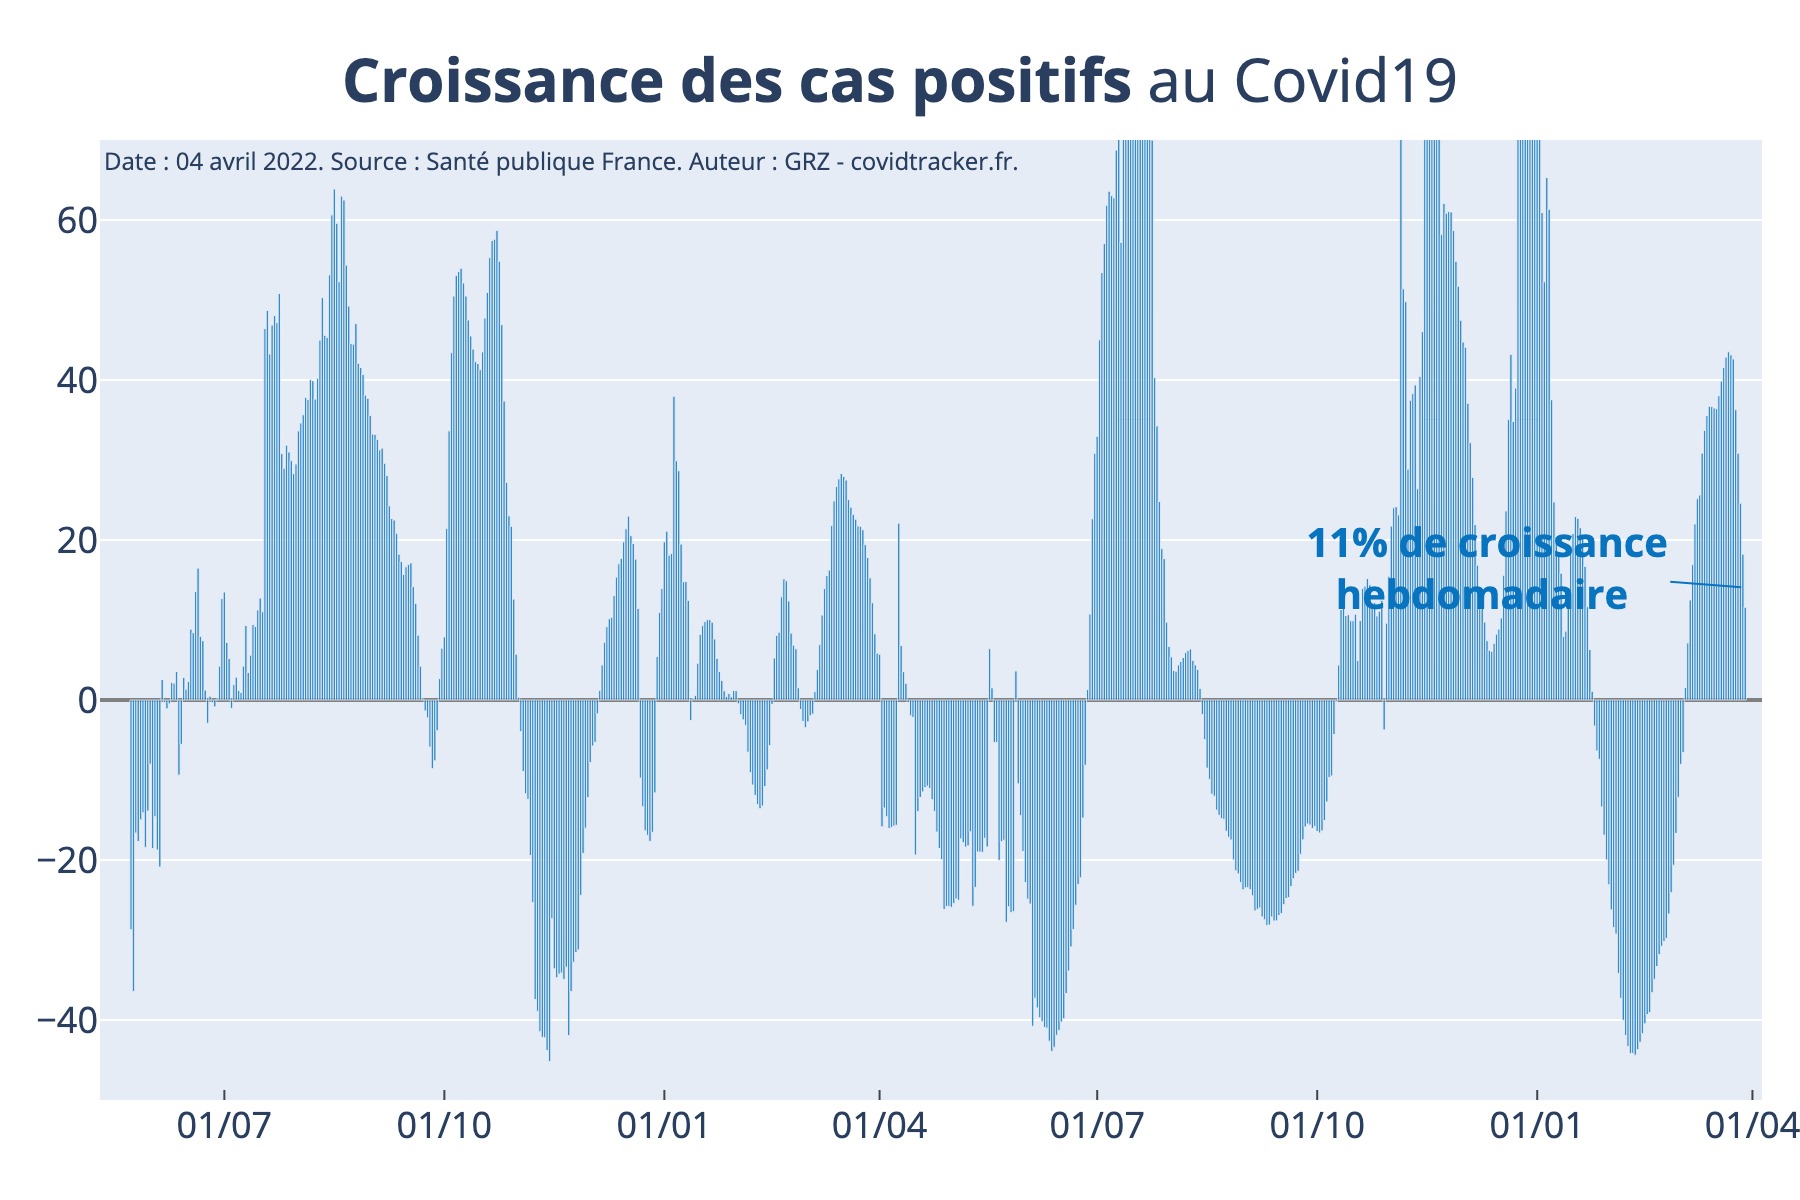 Croissance des cas positifs au Covid19
Date : 04 avril 2022. Source : Santé publique France. Auteur : GRZ - covidtracker.fr.
60
40
20
0
−20
−40
11% de croissance
hebdomadaire
01/07 01/10 01/01 01/04 01/07 01/10 01/01 01/04